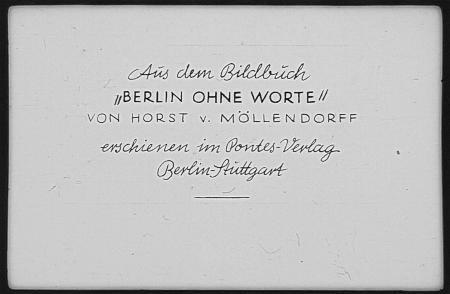 Aus dem Bildbuch
"BERLIN OHNE WORTE"
VON HORST v. MÖLLENDORFF
erschienen im Pontes-Verlag
Berlin-Stuttgart